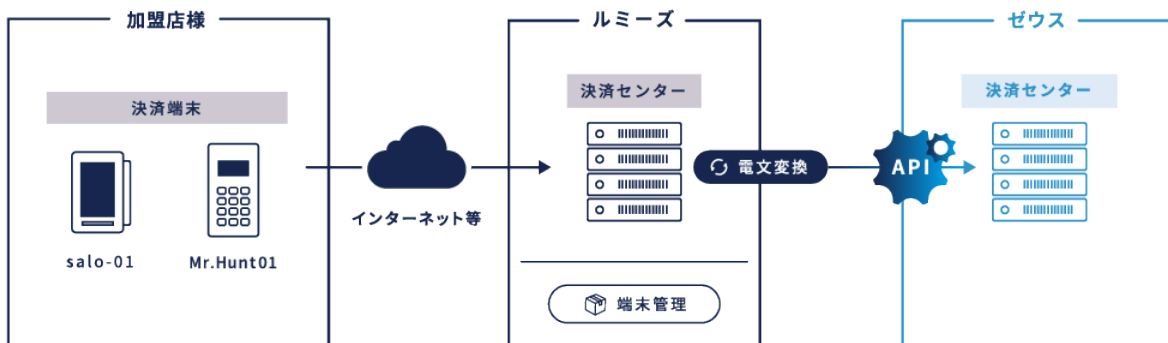 加盟店様
決済端末
salo-01
Mr.Hunt01
インターネット等
ルミーズ
決済センター
電文変換
端末管理
API
ゼウス
決済センター